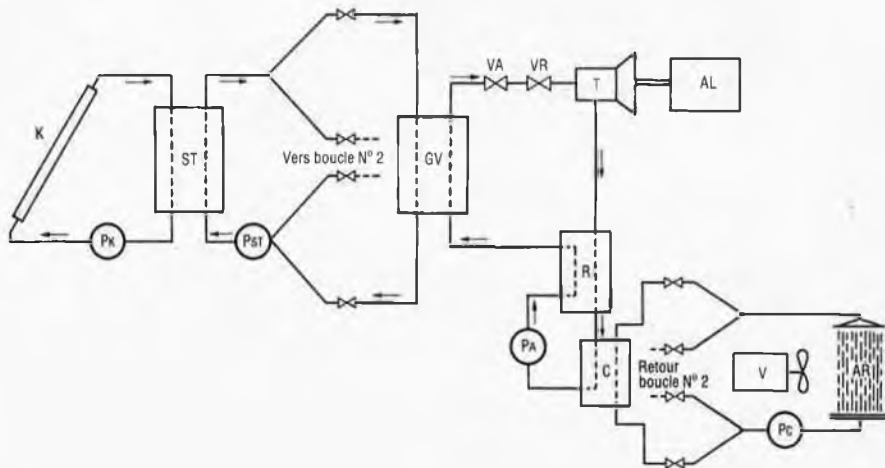 VA
VR
T
AL
K
ST
Vers boucle N° 2
GV
PK
PST
R
PA
C
Retour
boucle N° 2
V
AR
PC